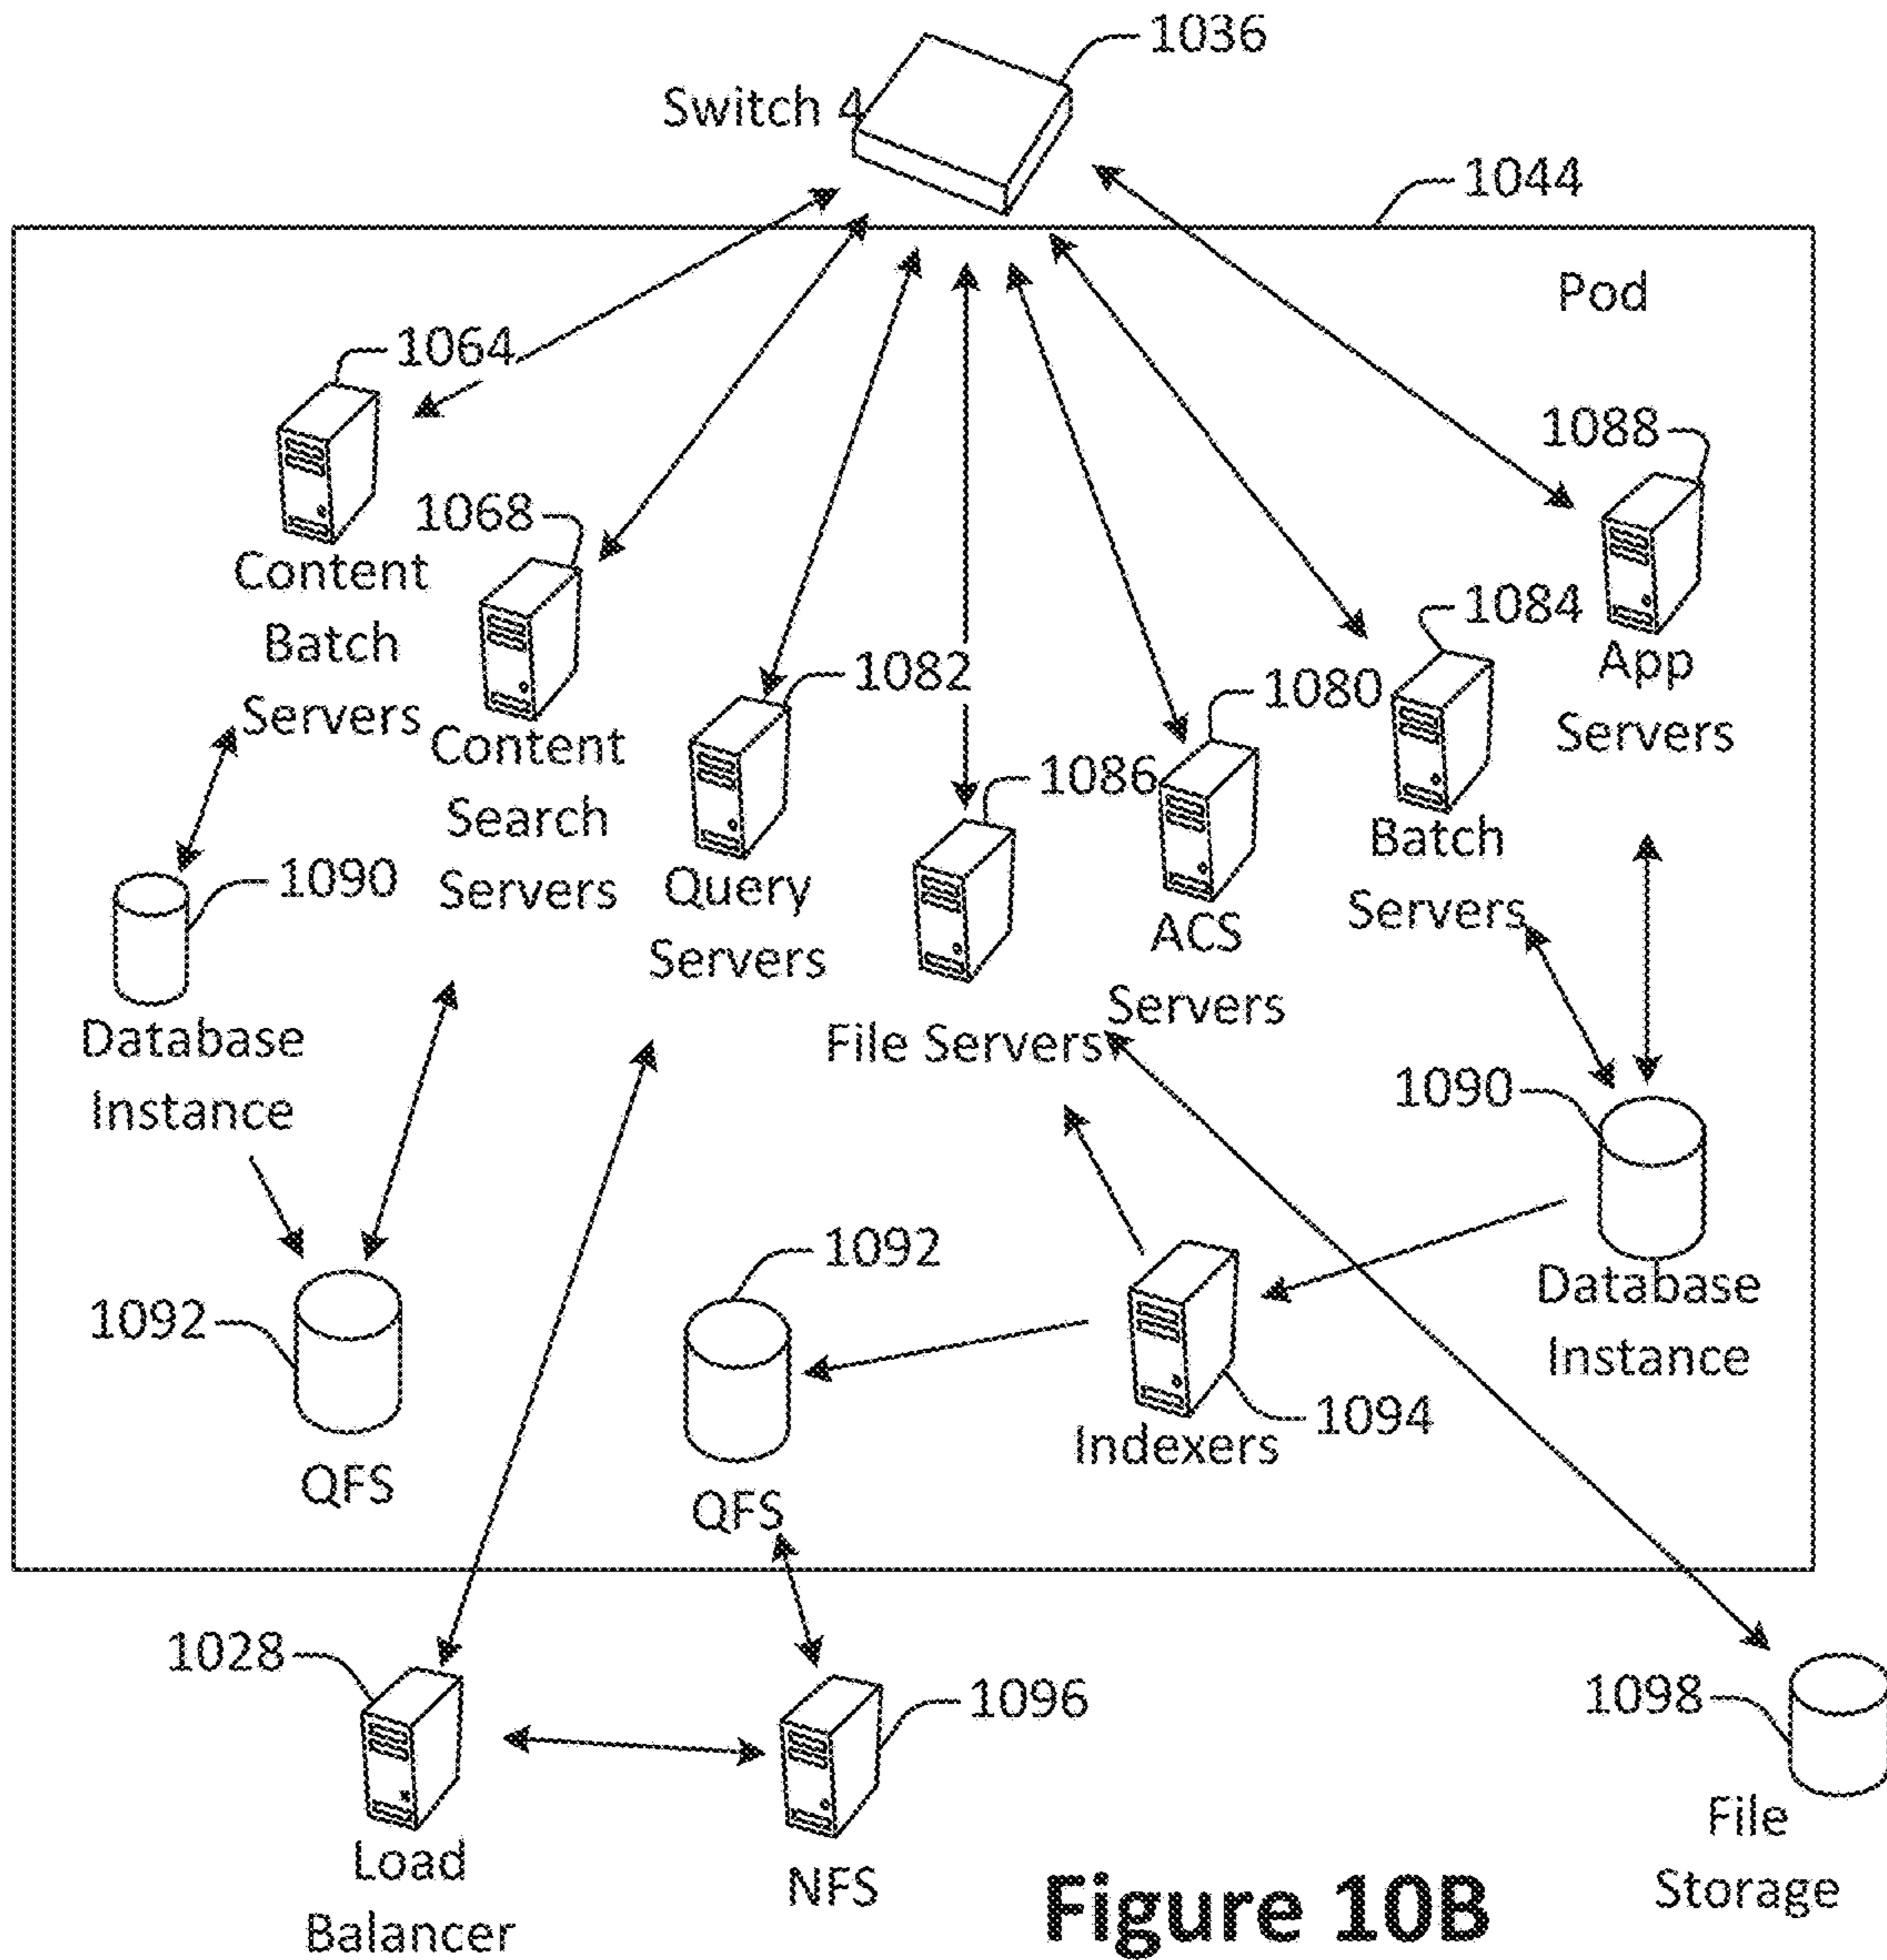 1036
Switch 4
1044
Pod
1064
1088
1068
Content
Batch
Servers
1084
App
Servers
1082
1080
Content
Search
Servers
1086
Batch
Servers
1090
Query
Servers
ACS
Servers
Database
Instance
File Servers
1090
1092
1092
Database
Instance
1094
Indexers
QFS
QFS
1028
1096
1098
Load
Balancer
NFS
File
Storage
Figure 10B